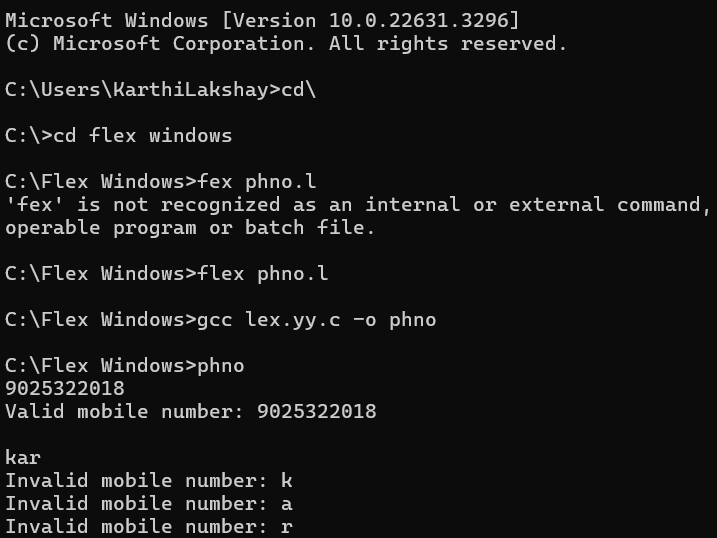 Microsoft Windows [Version 10.0.22631.3296]
(c) Microsoft Corporation. All rights reserved.
C:\Users\KarthiLakshay>cd\
C:\>cd flex windows
C:\Flex Windows>fex phno.l
'fex' is not recognized as an internal or external command,
operable program or batch file.
C:\Flex Windows>flex phno.l
C:\Flex Windows>gcc lex.yy.c -o phno
C:\Flex Windows>phno
9025322018
Valid mobile number: 9025322018
kar
Invalid mobile number: k
Invalid mobile number: a
Invalid mobile number: r